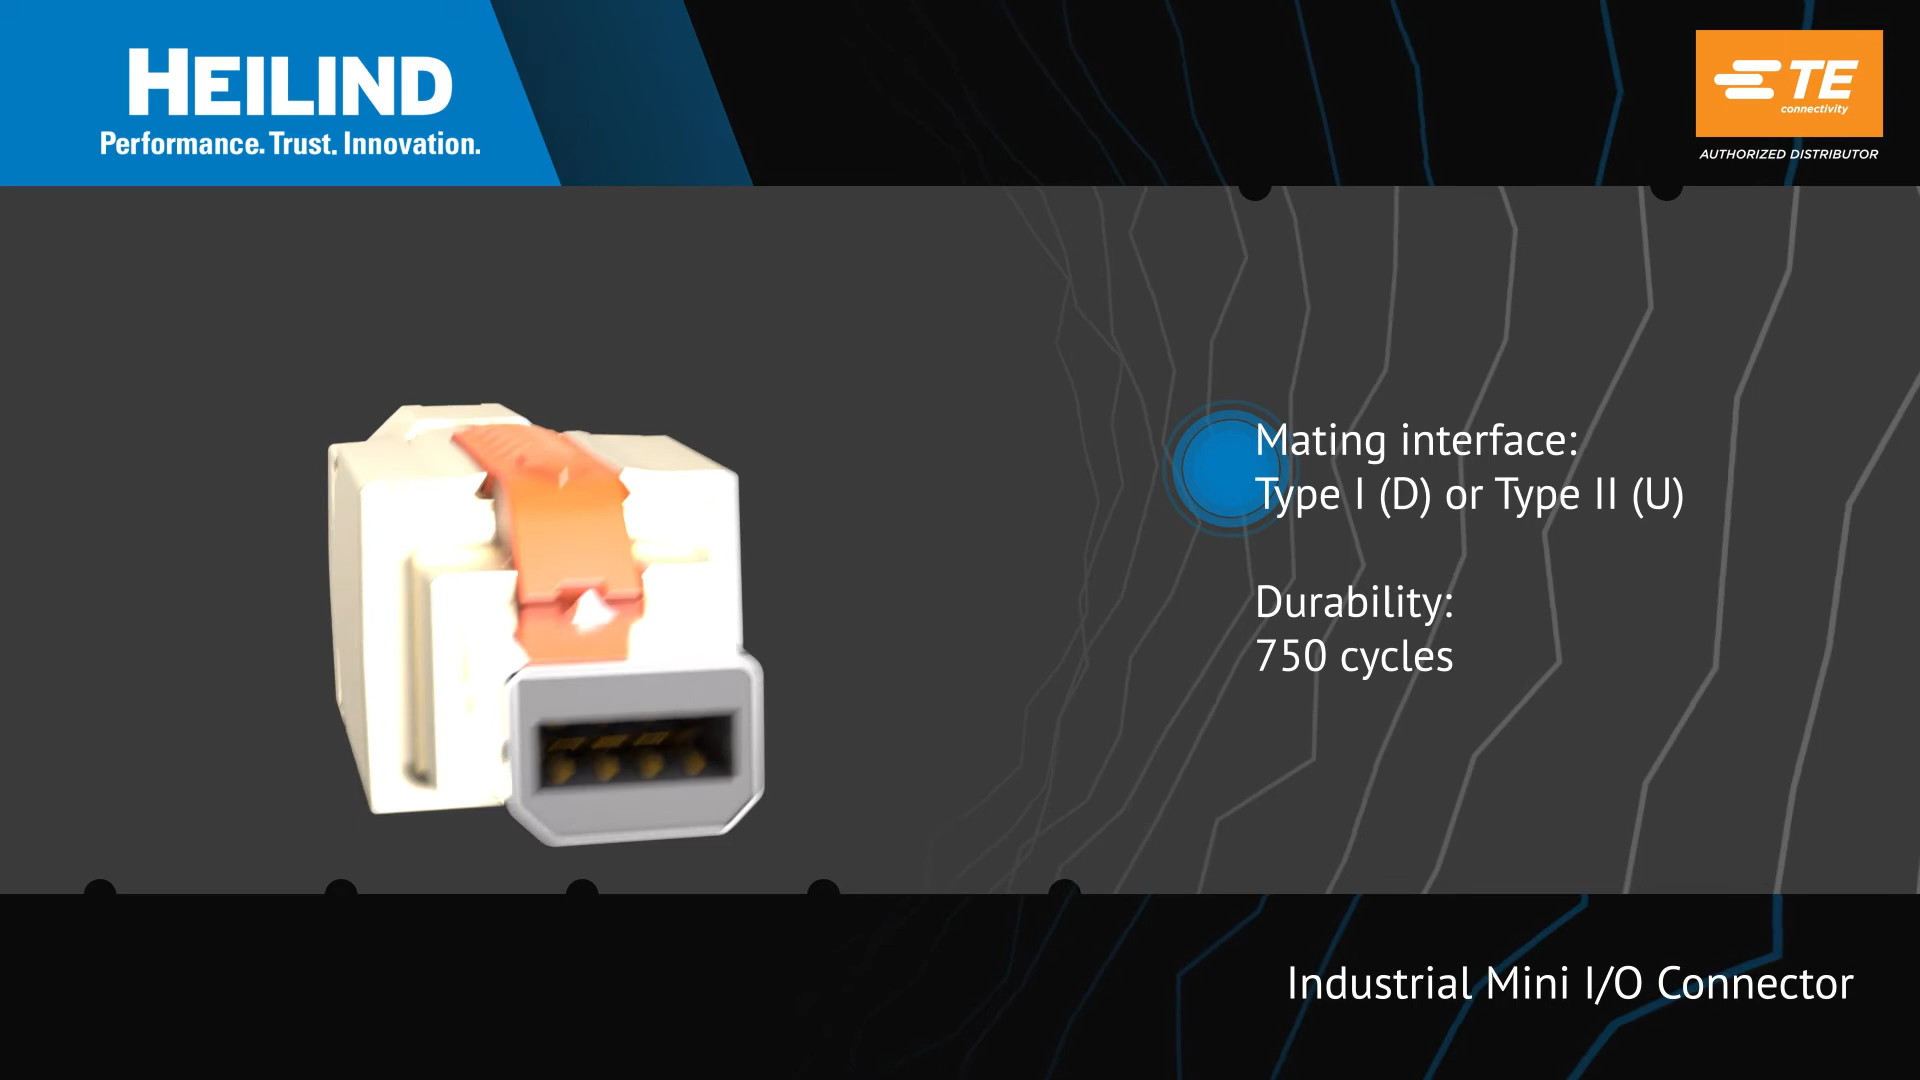 HEILIND
Performance. Trust. Innovation.
TE
connectivity
AUTHORIZED DISTRIBUTOR
Mating interface:
Type I (D) or Type II (U)
Durability:
750 cycles
Industrial Mini I/O Connector